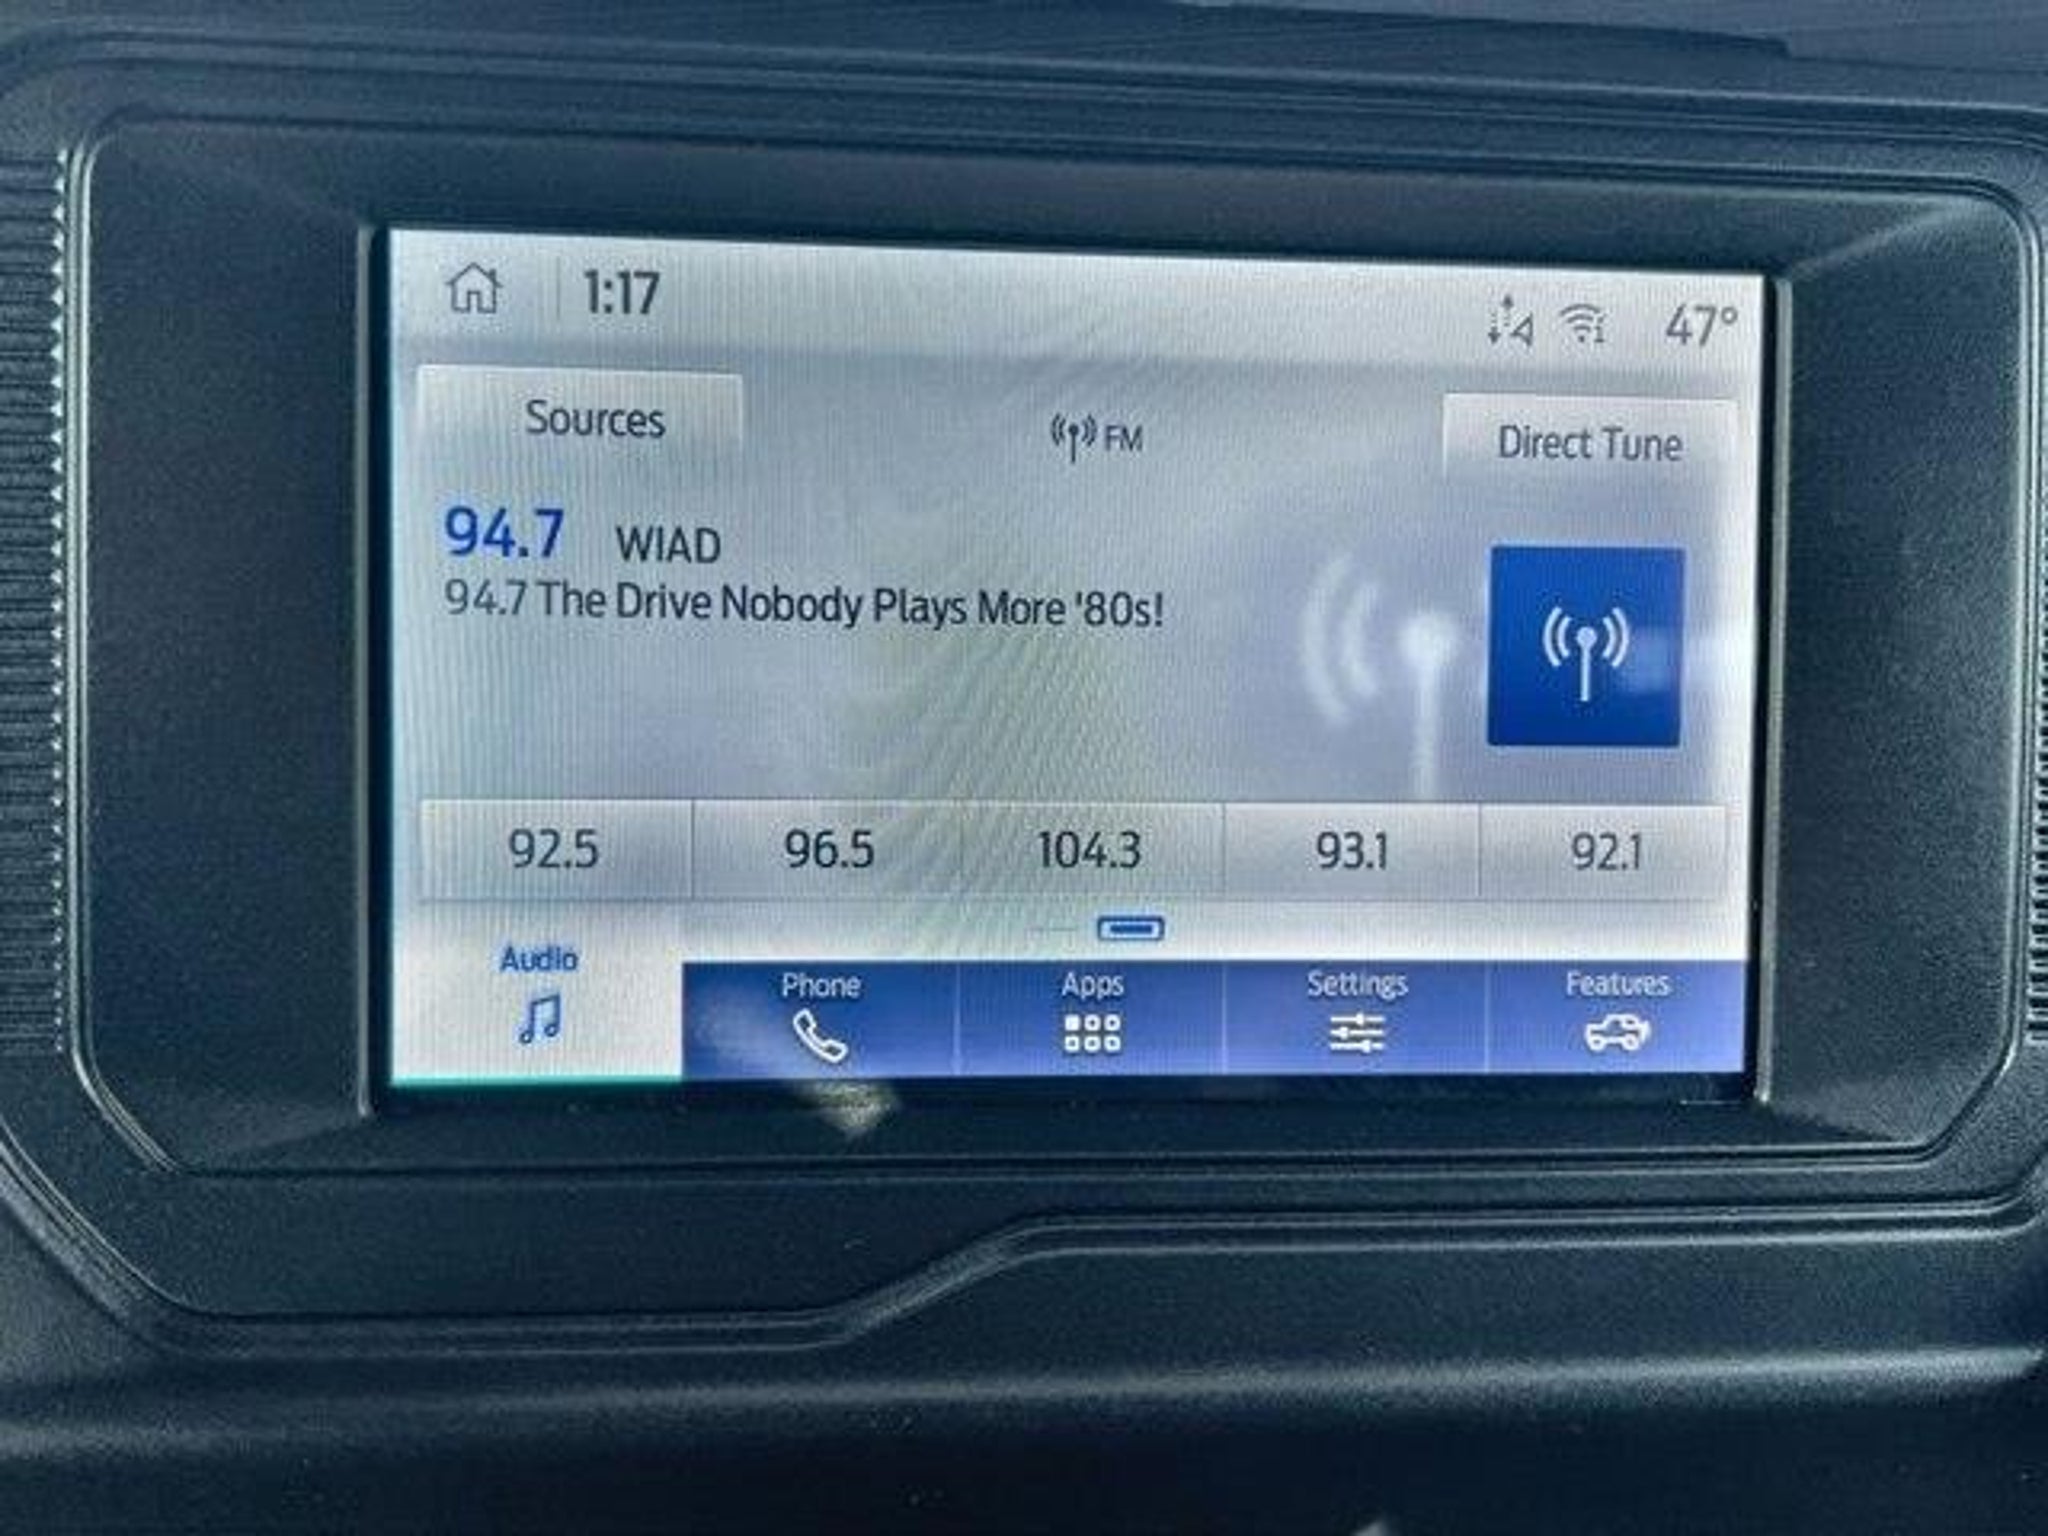 1:17
47°
Sources
FM
Direct Tune
94.7 WIAD
94.7 The Drive Nobody Plays More '80s!
92.5 96.5 104.3 93.1 92.1
Audio Phone Apps Settings Features